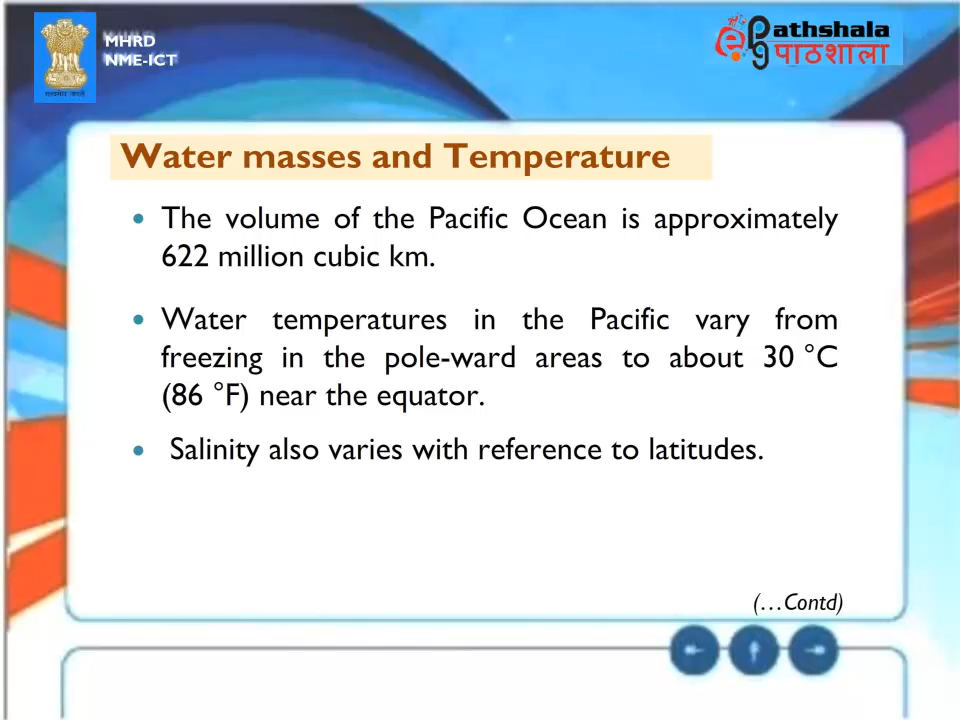 MHRD
NME-ICT
ePG Pathshala
पाठशाला
Water masses and Temperature
• The volume of the Pacific Ocean is approximately
622 million cubic km.
• Water temperatures in the Pacific vary from
freezing in the pole-ward areas to about 30 °C
(86 °F) near the equator.
• Salinity also varies with reference to latitudes.
(...Contd)